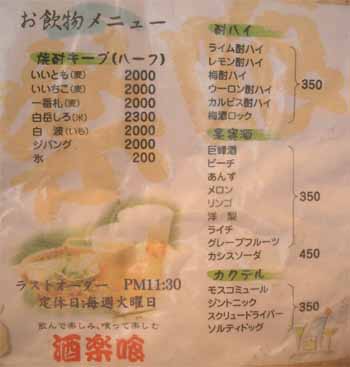 お飲物メニュー
焼酎キープ(ハーフ)
いいとも(麦) 2000
いいちこ(麦) 2000
一番札(麦) 2000
白岳しろ(米) 2300
白波(いも) 2000
ジパング 2000
氷 200
ラストオーダー PM11:30
定休日:毎週火曜日
飲んで楽しみ、喰って楽しむ
酒楽喰
酎ハイ
ライム酎ハイ
レモン酎ハイ
梅酎ハイ
ウーロン酎ハイ
カルピス酎ハイ
梅酒ロック
350
果実酒
巨峰酒
ピーチ
あんず
メロン
リンゴ
洋梨
ライチ
グレープフルーツ
350
カシスソーダ 450
カクテル
モスコミュール
ジントニック
スクリュードライバー
ソルティドッグ
350